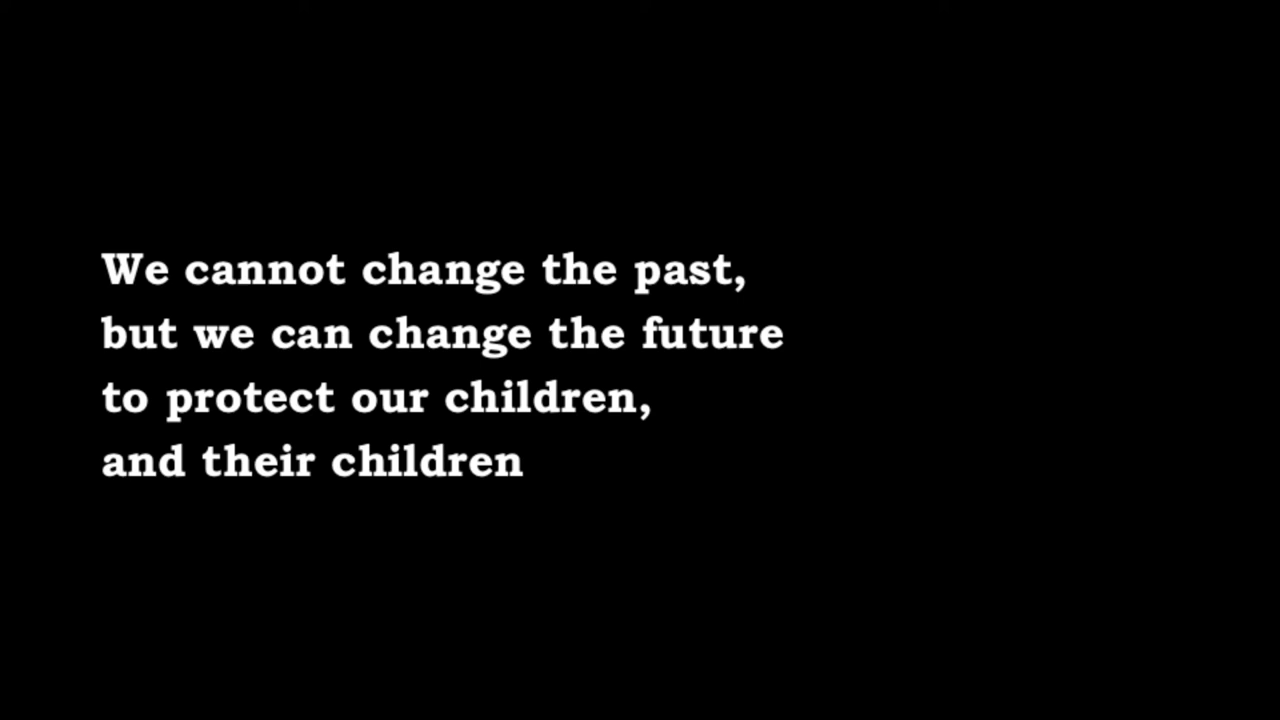 We cannot change the past,
but we can change the future
to protect our children,
and their children